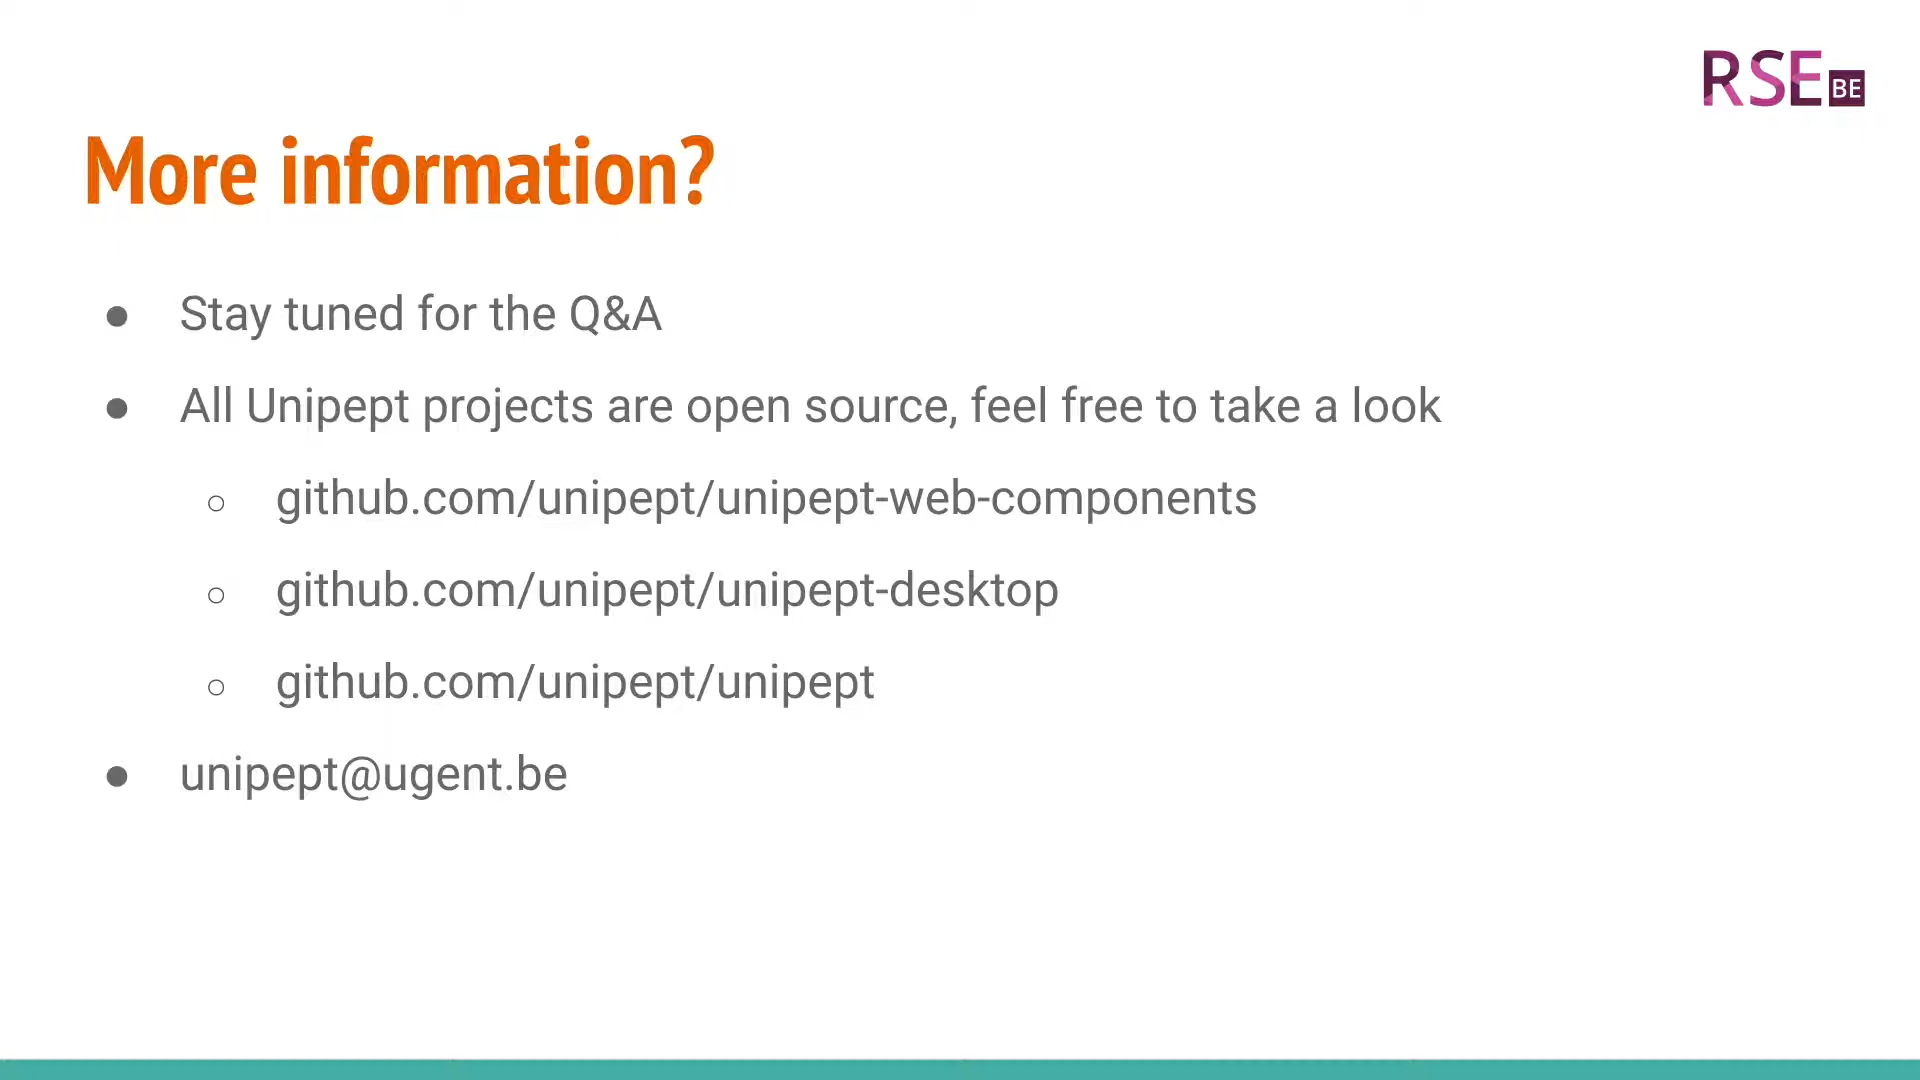 RSE BE
More information?
● Stay tuned for the Q&A
● All Unipept projects are open source, feel free to take a look
○ github.com/unipept/unipept-web-components
○ github.com/unipept/unipept-desktop
○ github.com/unipept/unipept
● unipept@ugent.be